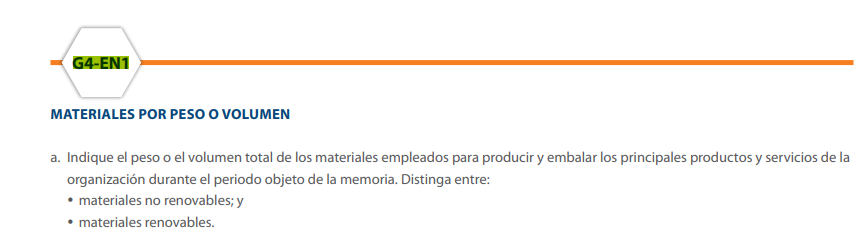 G4-EN1
MATERIALES POR PESO O VOLUMEN
a. Indique el peso o el volumen total de los materiales empleados para producir y embalar los principales productos y servicios de la
organización durante el periodo objeto de la memoria. Distinga entre:
• materiales no renovables; y
• materiales renovables.